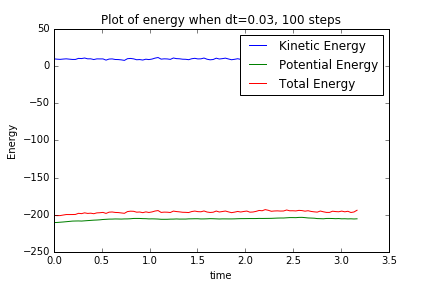 Plot of energy when dt=0.03, 100 steps
Kinetic Energy
Potential Energy
Total Energy
50
0
−50
−100
−150
−200
−250
Energy
0.0 0.5 1.0 1.5 2.0 2.5 3.0 3.5
time